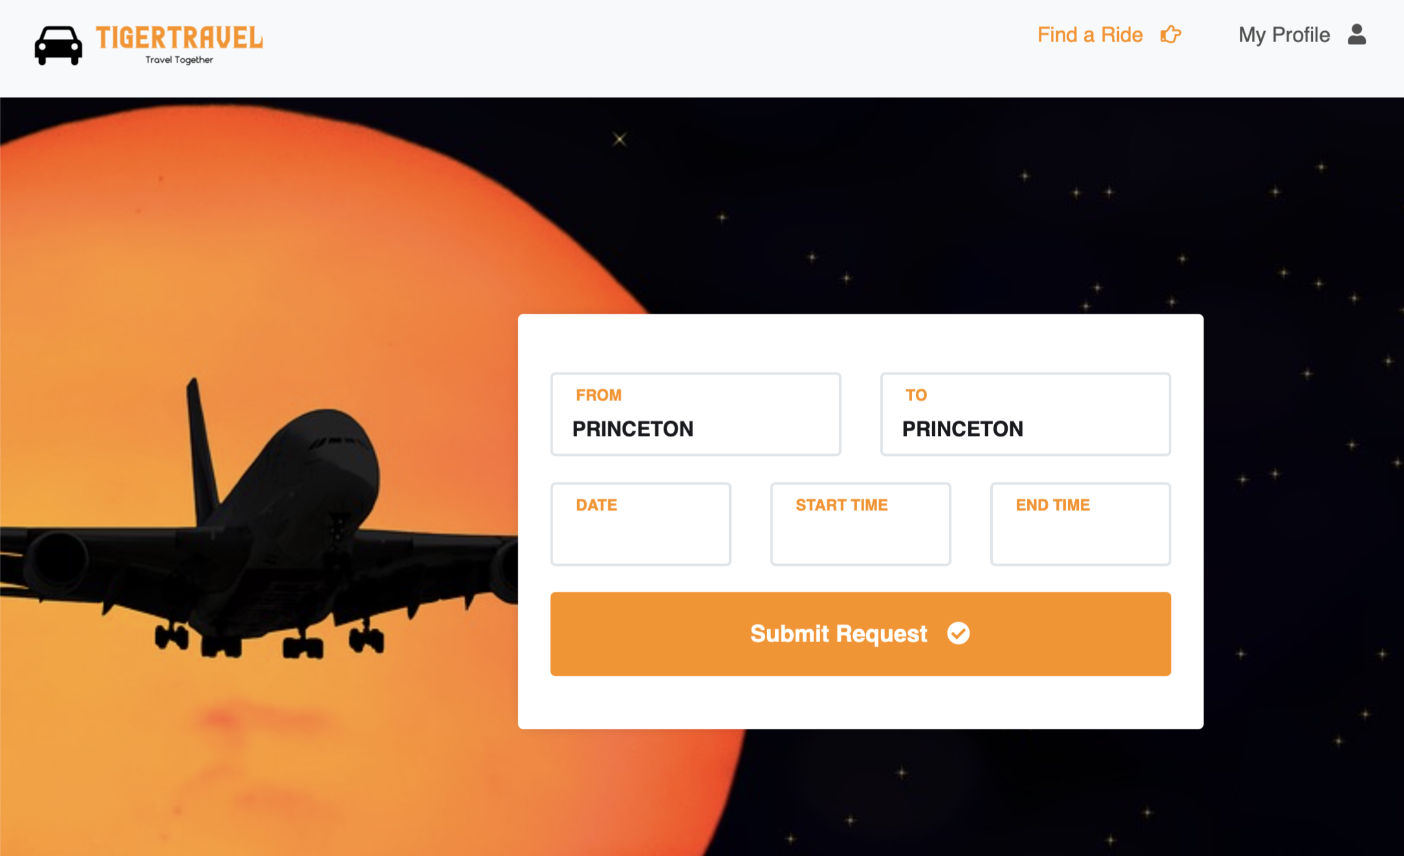 TIGERTRAVEL
Travel Together
Find a Ride
My Profile
FROM
PRINCETON
TO
PRINCETON
DATE
START TIME
END TIME
Submit Request